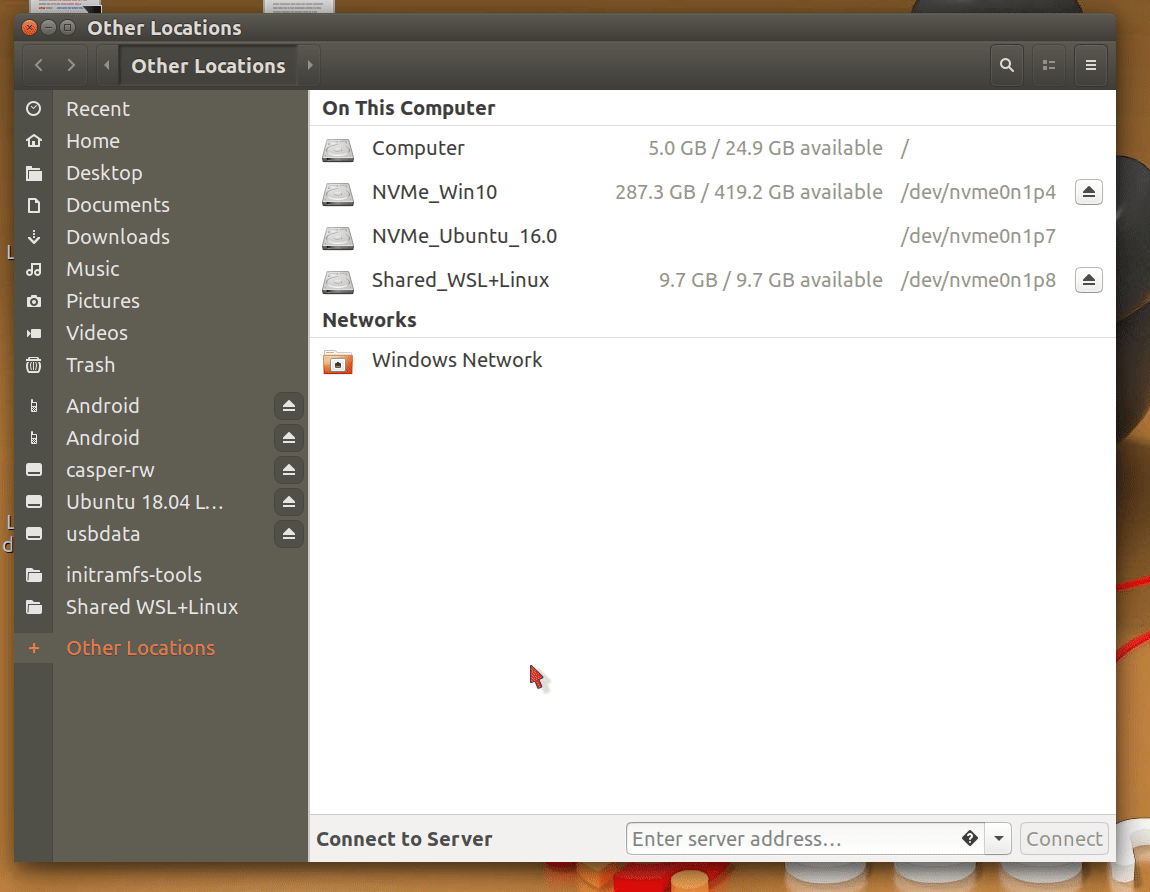 Other Locations
Other Locations
Recent
Home
Desktop
Documents
Downloads
Music
Pictures
Videos
Trash
Android
Android
casper-rw
Ubuntu 18.04 L…
usbdata
initramfs-tools
Shared WSL+Linux
+ Other Locations
On This Computer
Computer 5.0 GB / 24.9 GB available /
NVMe_Win10 287.3 GB / 419.2 GB available /dev/nvme0n1p4
NVMe_Ubuntu_16.0 /dev/nvme0n1p7
Shared_WSL+Linux 9.7 GB / 9.7 GB available /dev/nvme0n1p8
Networks
Windows Network
Connect to Server Enter server address… Connect